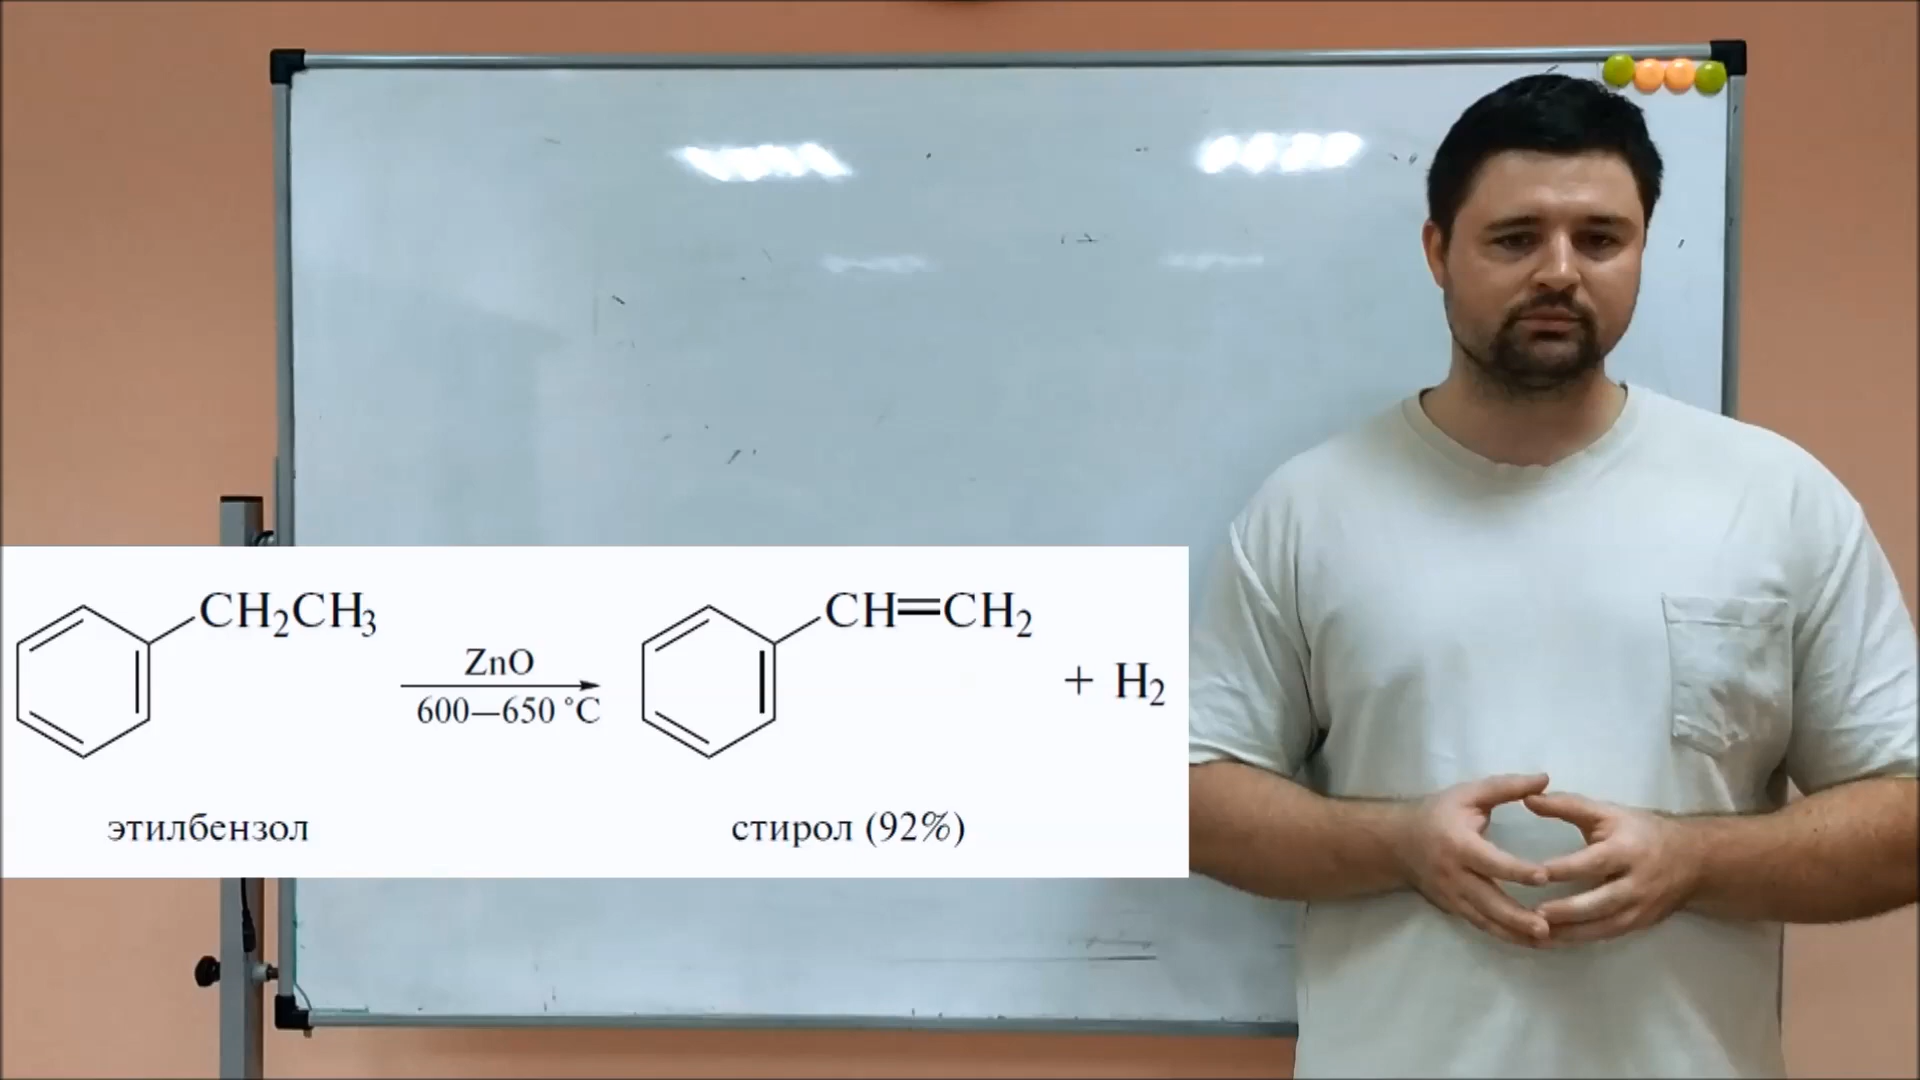 CH₂CH₃
ZnO
600—650 °C
CH=CH₂
+ H₂
этилбензол
стирол (92%)